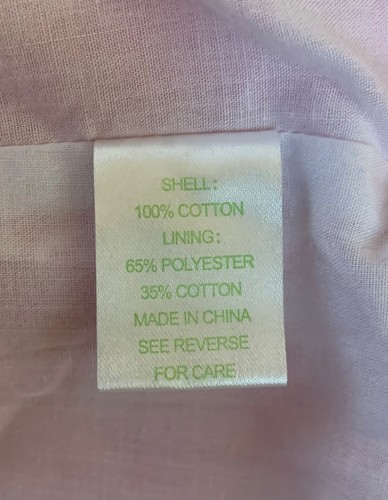 SHELL:
100% COTTON
LINING:
65% POLYESTER
35% COTTON
MADE IN CHINA
SEE REVERSE
FOR CARE